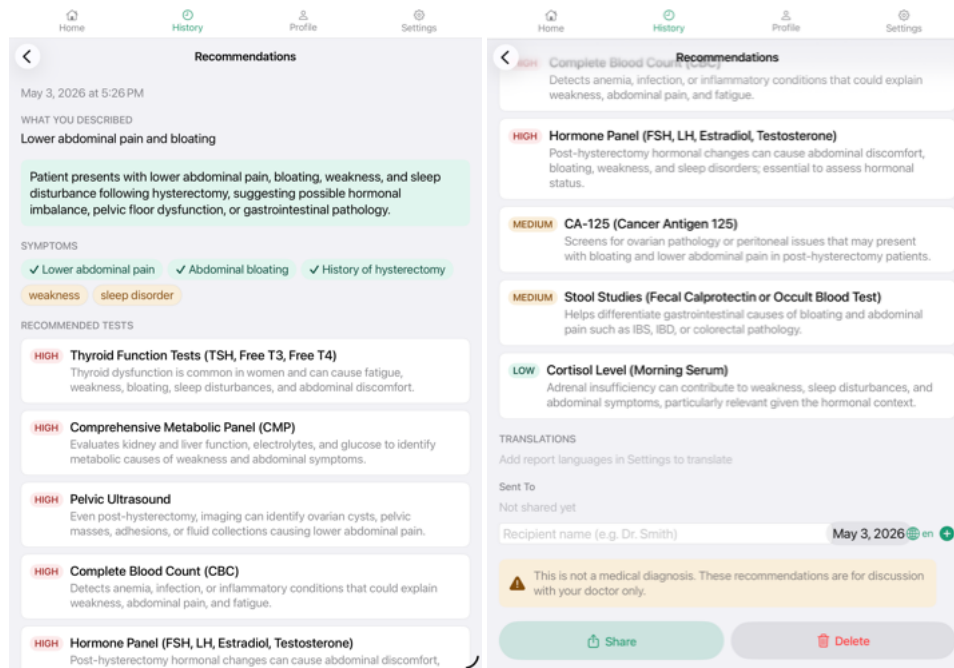 Home
History
Profile
Settings
Recommendations
May 3, 2026 at 5:26 PM
WHAT YOU DESCRIBED
Lower abdominal pain and bloating
Patient presents with lower abdominal pain, bloating, weakness, and sleep
disturbance following hysterectomy, suggesting possible hormonal
imbalance, pelvic floor dysfunction, or gastrointestinal pathology.
SYMPTOMS
✓ Lower abdominal pain ✓ Abdominal bloating ✓ History of hysterectomy
weakness sleep disorder
RECOMMENDED TESTS
HIGH Thyroid Function Tests (TSH, Free T3, Free T4)
Thyroid dysfunction is common in women and can cause fatigue,
weakness, bloating, sleep disturbances, and abdominal discomfort.
HIGH Comprehensive Metabolic Panel (CMP)
Evaluates kidney and liver function, electrolytes, and glucose to identify
metabolic causes of weakness and abdominal symptoms.
HIGH Pelvic Ultrasound
Even post-hysterectomy, imaging can identify ovarian cysts, pelvic
masses, adhesions, or fluid collections causing lower abdominal pain.
HIGH Complete Blood Count (CBC)
Detects anemia, infection, or inflammatory conditions that could explain
weakness, abdominal pain, and fatigue.
HIGH Hormone Panel (FSH, LH, Estradiol, Testosterone)
Post-hysterectomy hormonal changes can cause abdominal discomfort,
Home
History
Profile
Settings
Recommendations
HIGH Complete Blood Count (CBC)
Detects anemia, infection, or inflammatory conditions that could explain
weakness, abdominal pain, and fatigue.
HIGH Hormone Panel (FSH, LH, Estradiol, Testosterone)
Post-hysterectomy hormonal changes can cause abdominal discomfort,
bloating, weakness, and sleep disorders; essential to assess hormonal
status.
MEDIUM CA-125 (Cancer Antigen 125)
Screens for ovarian pathology or peritoneal issues that may present
with bloating and lower abdominal pain in post-hysterectomy patients.
MEDIUM Stool Studies (Fecal Calprotectin or Occult Blood Test)
Helps differentiate gastrointestinal causes of bloating and abdominal
pain such as IBS, IBD, or colorectal pathology.
LOW Cortisol Level (Morning Serum)
Adrenal insufficiency can contribute to weakness, sleep disturbances, and
abdominal symptoms, particularly relevant given the hormonal context.
TRANSLATIONS
Add report languages in Settings to translate
Sent To
Not shared yet
Recipient name (e.g. Dr. Smith) May 3, 2026 en
This is not a medical diagnosis. These recommendations are for discussion
with your doctor only.
Share
Delete